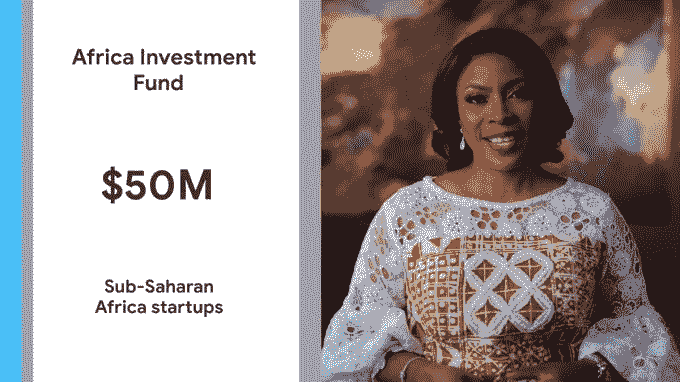 Africa Investment
Fund
$50M
Sub-Saharan
Africa startups